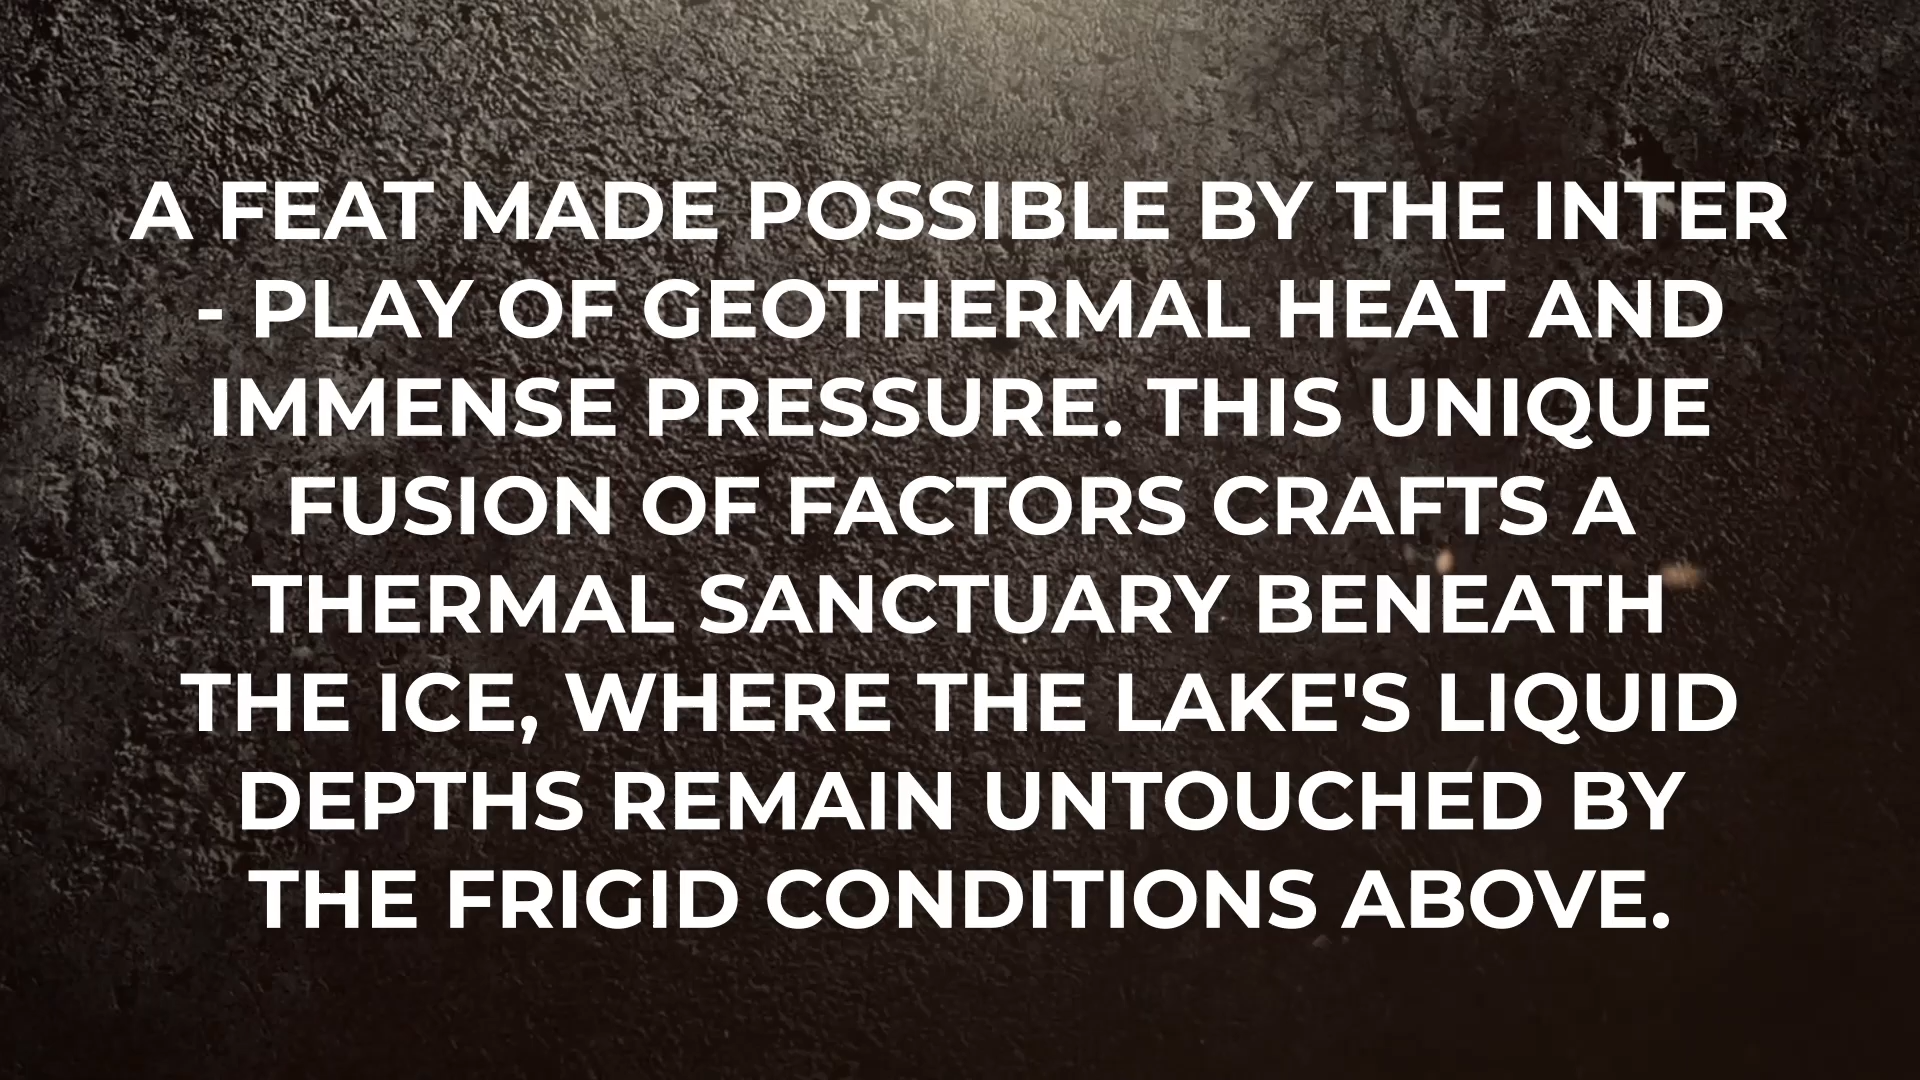 A FEAT MADE POSSIBLE BY THE INTER
- PLAY OF GEOTHERMAL HEAT AND
IMMENSE PRESSURE. THIS UNIQUE
FUSION OF FACTORS CRAFTS A
THERMAL SANCTUARY BENEATH
THE ICE, WHERE THE LAKE'S LIQUID
DEPTHS REMAIN UNTOUCHED BY
THE FRIGID CONDITIONS ABOVE.